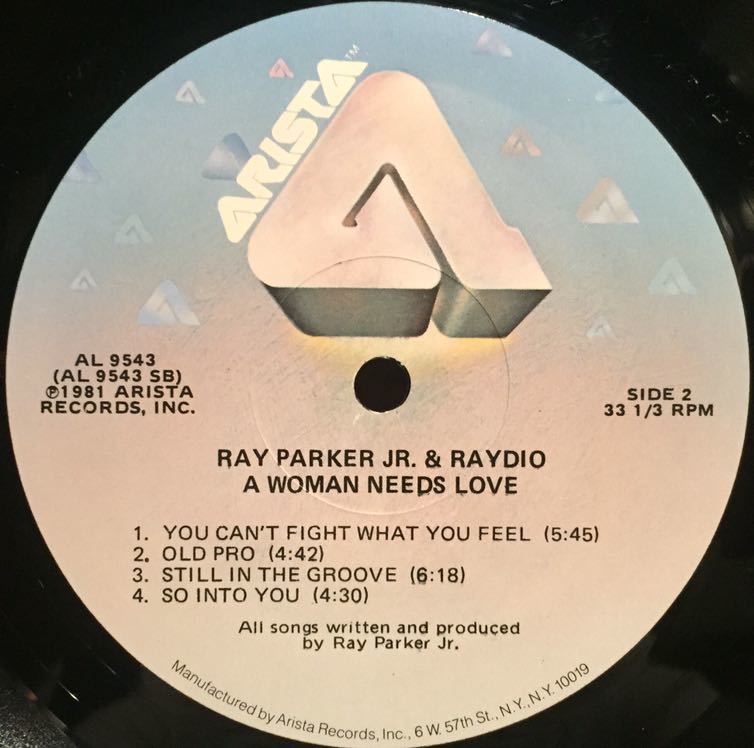 ARISTA™
AL 9543
(AL 9543 SB)
℗1981 ARISTA
RECORDS, INC.
SIDE 2
33 1/3 RPM
RAY PARKER JR. & RAYDIO
A WOMAN NEEDS LOVE
1. YOU CAN'T FIGHT WHAT YOU FEEL (5:45)
2. OLD PRO (4:42)
3. STILL IN THE GROOVE (6:18)
4. SO INTO YOU (4:30)
All songs written and produced
by Ray Parker Jr.
Manufactured by Arista Records, Inc., 6 W. 57th St., N.Y., N.Y. 10019